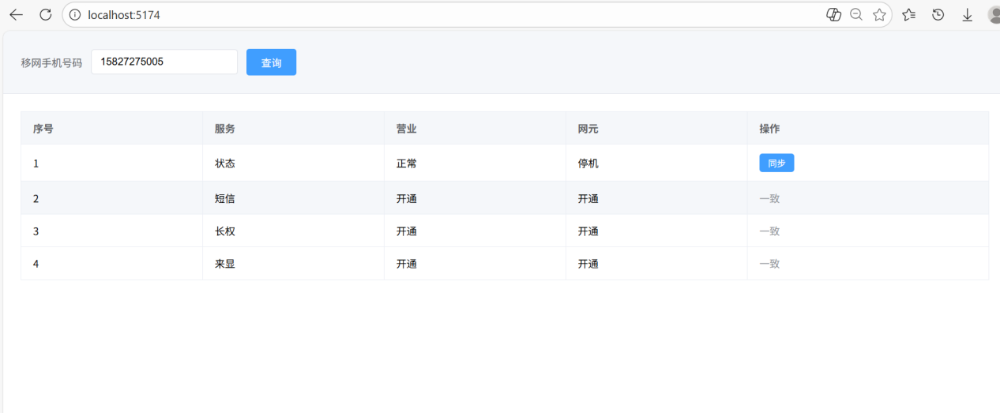 localhost:5174
移网手机号码 15827275005 查询
序号 服务 营业 网元 操作
1 状态 正常 停机 同步
2 短信 开通 开通 一致
3 长权 开通 开通 一致
4 来显 开通 开通 一致